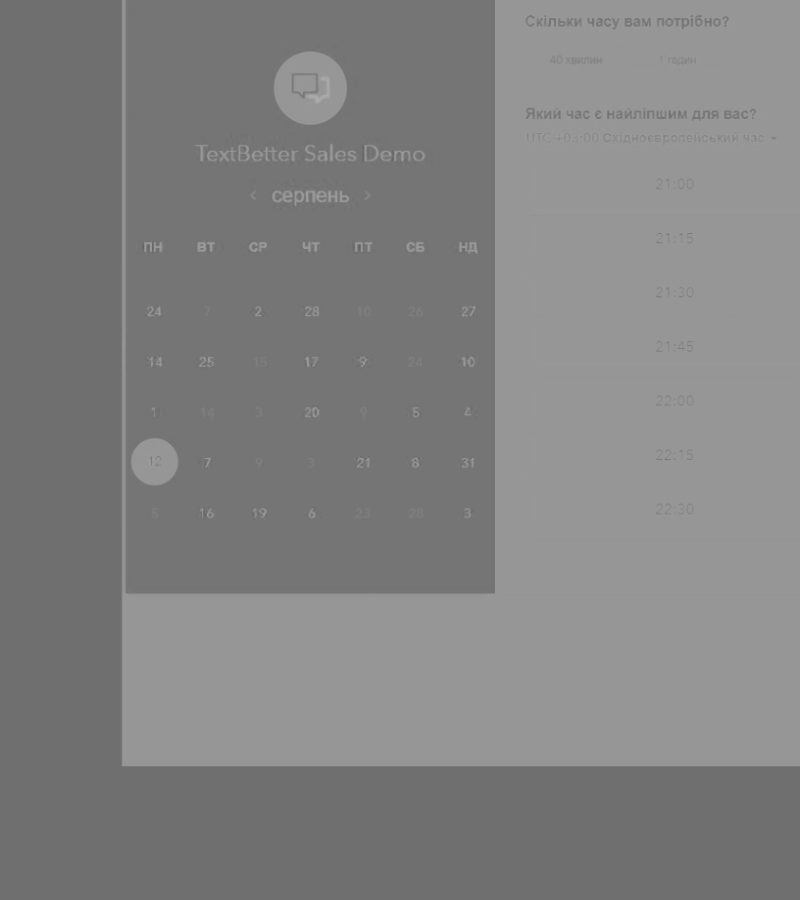 TextBetter Sales Demo
‹ серпень ›
ПН ВТ СР ЧТ ПТ СБ НД
24 7 2 28 10 26 27
14 25 15 17 9 24 10
1 14 3 20 9 5 4
12 7 9 3 21 8 31
5 16 19 6 23 28 3
Скільки часу вам потрібно?
40 хвилин 1 годин
Який час є найліпшим для вас?
UTC +03:00 Східноєвропейський час
21:00
21:15
21:30
21:45
22:00
22:15
22:30